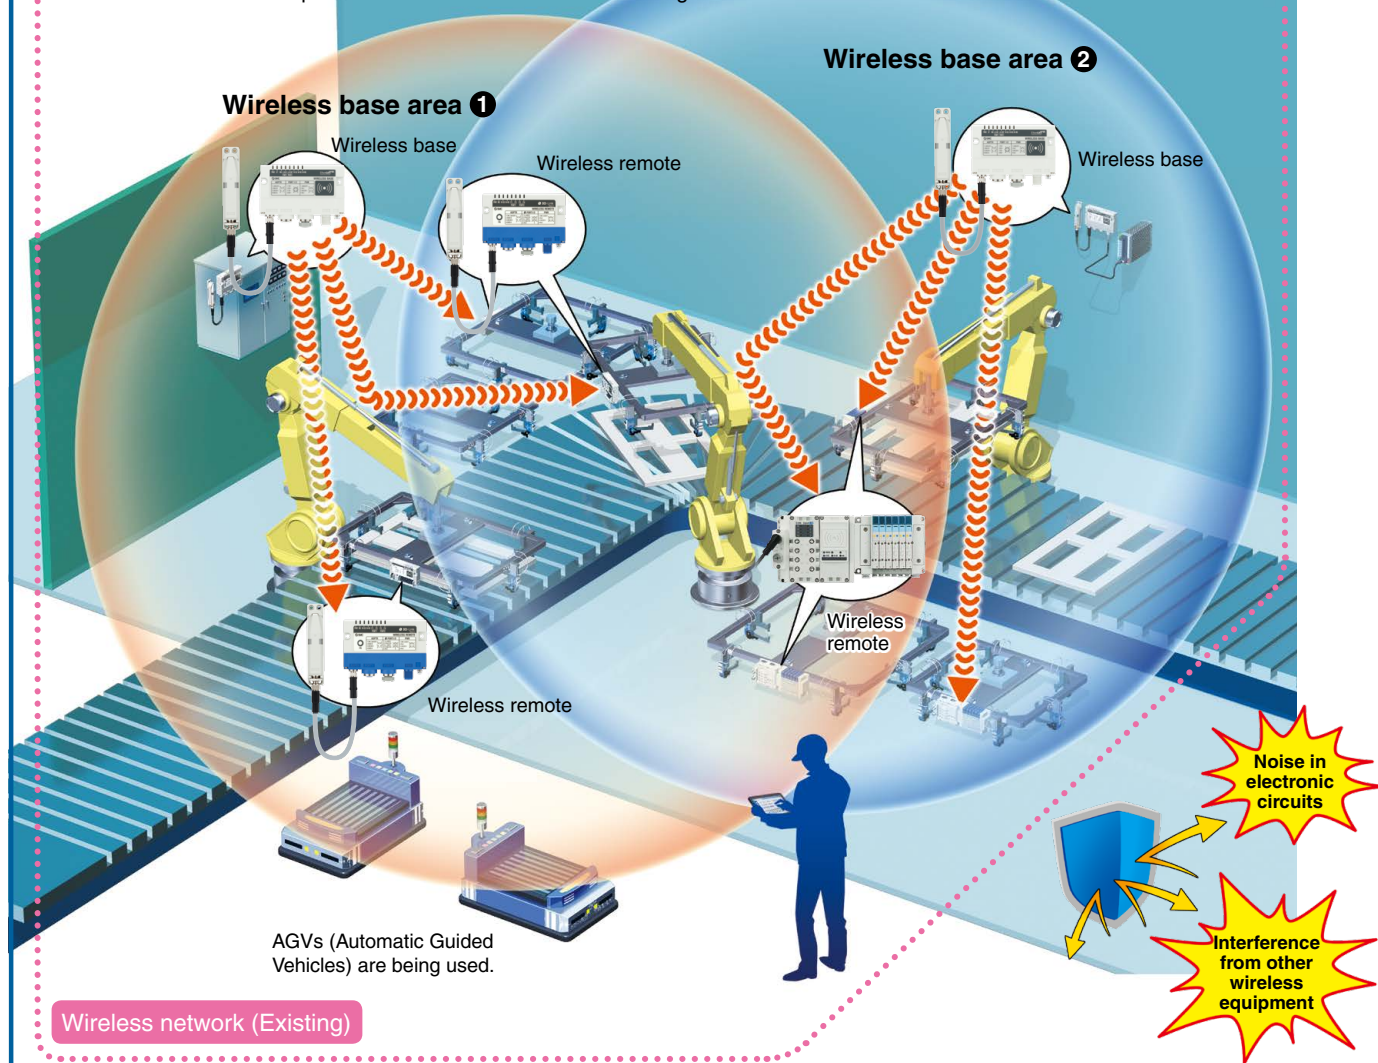 Wireless base area ❷
Wireless base area ❶
Wireless base
Wireless remote
Wireless base
Wireless
remote
Wireless remote
Noise in
electronic
circuits
Interference
from other
wireless
equipment
AGVs (Automatic Guided
Vehicles) are being used.
Wireless network (Existing)